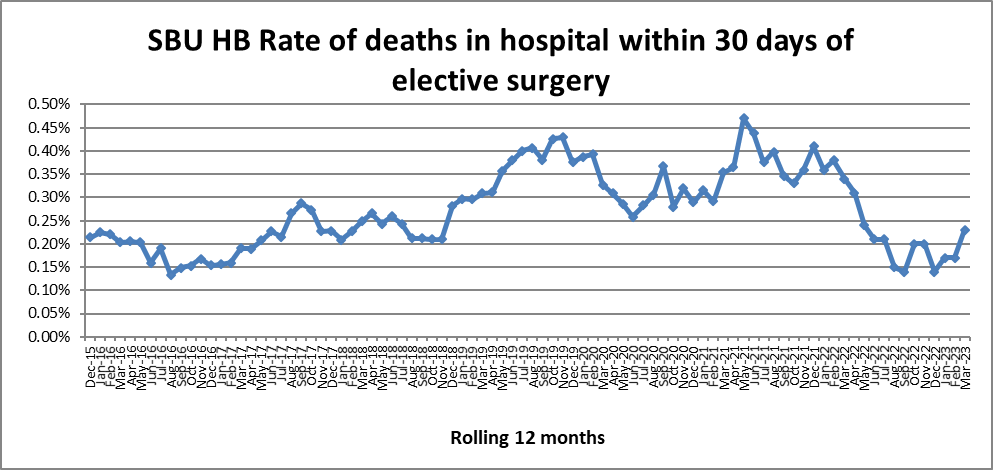 SBU HB Rate of deaths in hospital within 30 days of
elective surgery
0.50%
0.45%
0.40%
0.35%
0.30%
0.25%
0.20%
0.15%
0.10%
0.05%
0.00%
Dec-15
Jan-16
Feb-16
Mar-16
Apr-16
May-16
Jun-16
Jul-16
Aug-16
Sep-16
Oct-16
Nov-16
Dec-16
Jan-17
Feb-17
Mar-17
Apr-17
May-17
Jun-17
Jul-17
Aug-17
Sep-17
Oct-17
Nov-17
Dec-17
Jan-18
Feb-18
Mar-18
Apr-18
May-18
Jun-18
Jul-18
Aug-18
Sep-18
Oct-18
Nov-18
Dec-18
Jan-19
Feb-19
Mar-19
Apr-19
May-19
Jun-19
Jul-19
Aug-19
Sep-19
Oct-19
Nov-19
Dec-19
Jan-20
Feb-20
Mar-20
Apr-20
May-20
Jun-20
Jul-20
Aug-20
Sep-20
Oct-20
Nov-20
Dec-20
Jan-21
Feb-21
Mar-21
Apr-21
May-21
Jun-21
Jul-21
Aug-21
Sep-21
Oct-21
Nov-21
Dec-21
Jan-22
Feb-22
Mar-22
Apr-22
May-22
Jun-22
Jul-22
Aug-22
Sep-22
Oct-22
Nov-22
Dec-22
Jan-23
Feb-23
Mar-23
Rolling 12 months